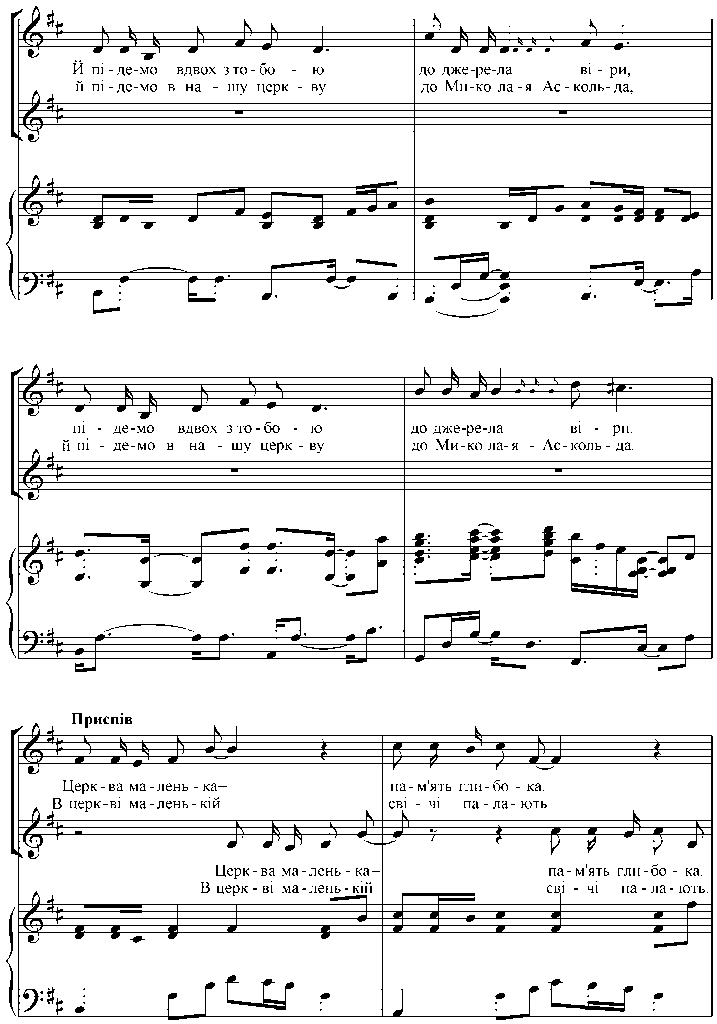 Й пі-де-мо вдвох з то-бо-ю до дже-ре-ла ві-ри,
й пі-де-мо в на-шу церк-ву до Ми-ко ла-я Ас-коль-да,
пі-де-мо вдвох з то-бо-ю до дже-ре-ла ві-ри.
й пі-де-мо в на-шу церк-ву до Ми-ко ла-я-Ас-коль-да.
Приспів
Церк-ва ма-лень-ка– пам'ять гли-бо-ка.
В церк-ві ма-лень-кій сві-чі па-ла-ють
Церк-ва ма-лень-ка– пам'ять гли-бо-ка.
В церк-ві ма-лень-кій сві-чі па-ла-ють.